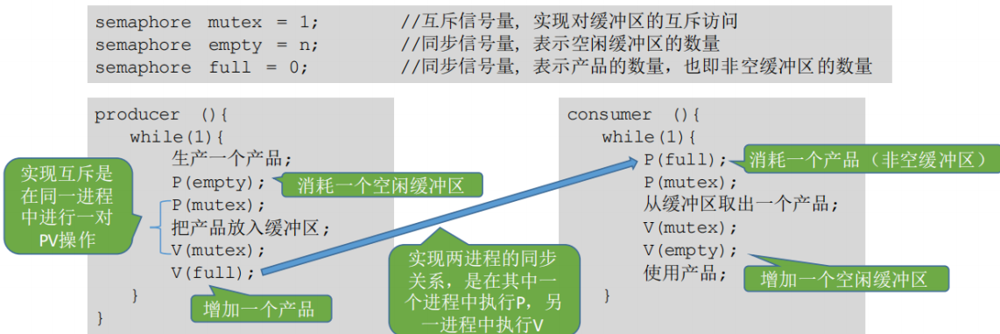 semaphore mutex = 1; //互斥信号量, 实现对缓冲区的互斥访问
semaphore empty = n; //同步信号量, 表示空闲缓冲区的数量
semaphore full = 0; //同步信号量, 表示产品的数量, 也即非空缓冲区的数量
producer (){
while(1){
生产一个产品;
P(empty);
P(mutex);
把产品放入缓冲区;
V(mutex);
V(full);
}
}
实现互斥是
在同一进程
中进行一对
PV操作
消耗一个空闲缓冲区
增加一个产品
实现两进程的同步
关系，是在其中一
个进程中执行P，另
一进程中执行V
consumer (){
while(1){
P(full);
P(mutex);
从缓冲区取出一个产品;
V(mutex);
V(empty);
使用产品;
}
消耗一个产品（非空缓冲区）
增加一个空闲缓冲区